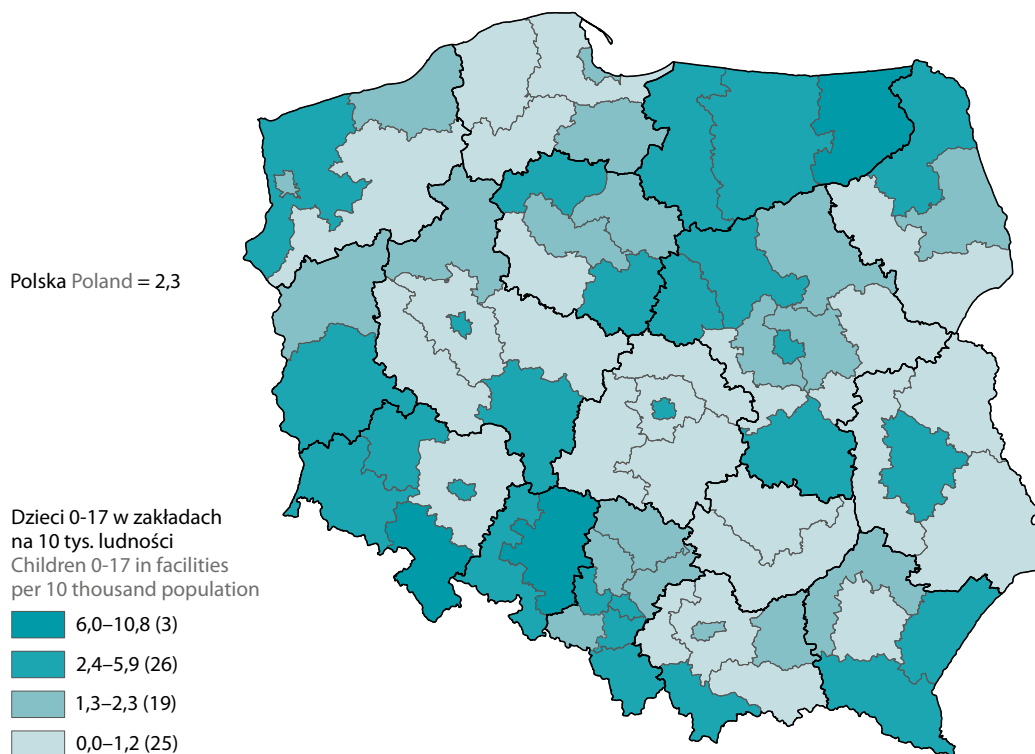 Polska Poland = 2,3
Dzieci 0-17 w zakładach
na 10 tys. ludności
Children 0-17 in facilities
per 10 thousand population
6,0–10,8 (3)
2,4–5,9 (26)
1,3–2,3 (19)
0,0–1,2 (25)